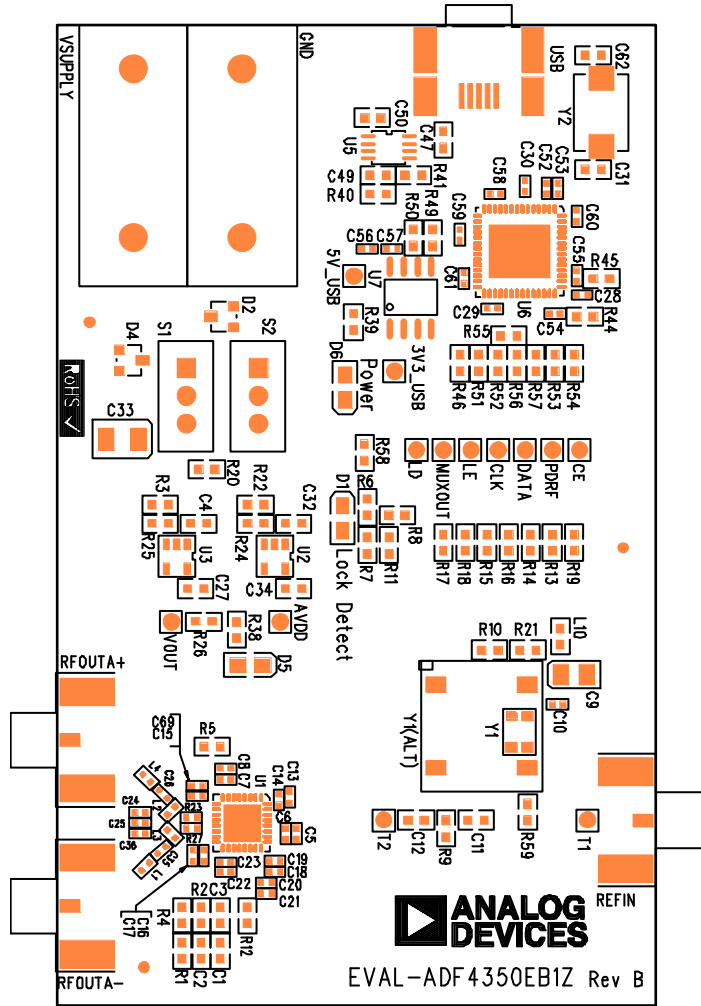 VSUPPLY
GND
USB
C62
Y2
C50
U5
C47
R41
C31
C49
R40
C58
C30
C52
C53
R50
R49
C59
C60
C56
C57
5V_USB
U7
C61
C55
R45
C29
U6
C28
C54
R44
R39
D2
D4
S1
S2
D6
Power
3V3_USB
R55
RoHS
C33
R46
R51
R52
R56
R57
R53
R54
R58
LD
MUXOUT
LE
CLK
DATA
PDRF
CE
R20
R3
R22
C4
C32
D1
R6
R8
R25
R24
U3
U2
R7
R11
R17
R18
R15
R16
R14
R13
R19
Lock Detect
C27
C34
VOUT
R26
R38
AVDD
D5
L10
R10
R21
C9
RFOUTA+
C69
C15
R5
Y1(ALT)
Y1
C10
L4
C26
C8
C7
U1
C14
C13
C24
C25
C36
L2
L3
R23
R27
C6
C5
T2
C12
R9
C11
R59
T1
L1
C35
C23
C19
C18
C22
C20
C21
C17
C16
R4
R2
C3
R12
REFIN
ANALOG
DEVICES
RFOUTA-
R1
C2
C1
EVAL-ADF4350EB1Z Rev B